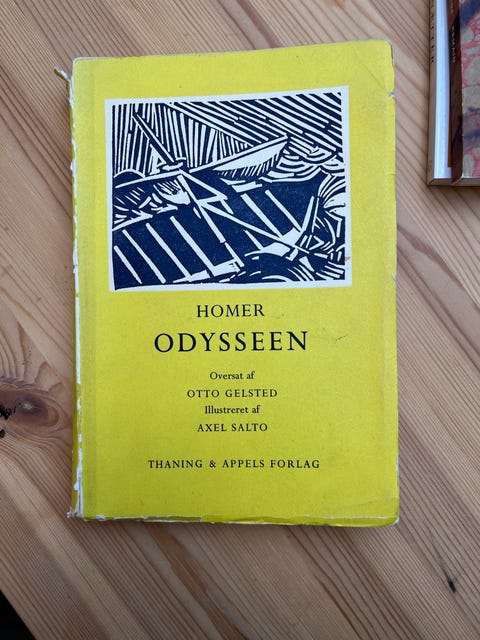 HOMER
ODYSSEEN
Oversat af
OTTO GELSTED
Illustreret af
AXEL SALTO
THANING & APPELS FORLAG